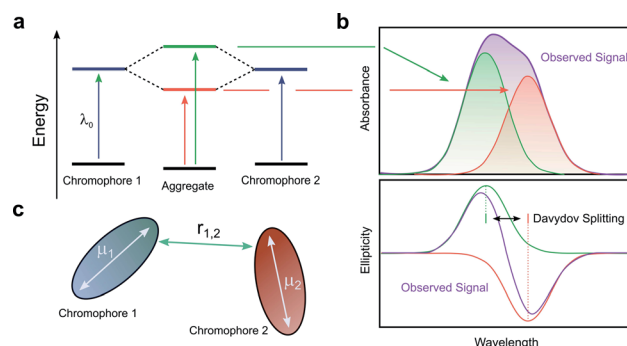 a
Energy
λ₀
Chromophore 1
Aggregate
Chromophore 2
b
Absorbance
Observed Signal
Ellipticity
Davydov Splitting
Observed Signal
Wavelength
c
μ₁
r₁,₂
μ₂
Chromophore 1
Chromophore 2